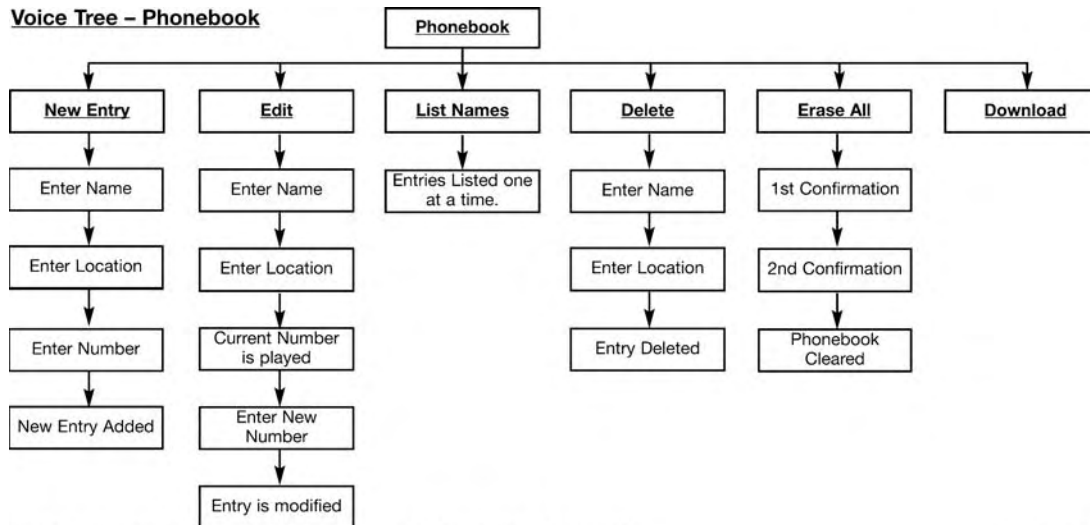 Voice Tree – Phonebook
Phonebook
New Entry
Edit
List Names
Delete
Erase All
Download
Enter Name
Enter Name
Entries Listed one
at a time.
Enter Name
1st Confirmation
Enter Location
Enter Location
Enter Location
2nd Confirmation
Enter Number
Current Number
is played
Entry Deleted
Phonebook
Cleared
New Entry Added
Enter New
Number
Entry is modified